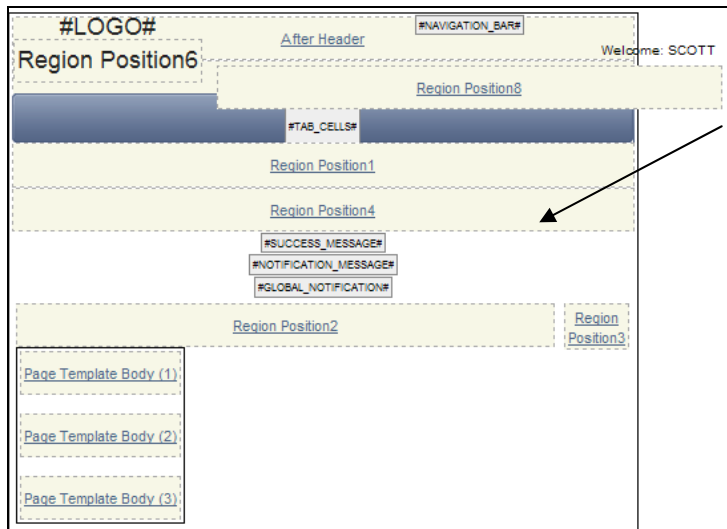 #LOGO#
#NAVIGATION_BAR#
After Header
Welcome: SCOTT
Region Position6
Region Position8
#TAB_CELLS#
Region Position1
Region Position4
#SUCCESS_MESSAGE#
#NOTIFICATION_MESSAGE#
#GLOBAL_NOTIFICATION#
Region Position2
Region
Position3
Page Template Body (1)
Page Template Body (2)
Page Template Body (3)